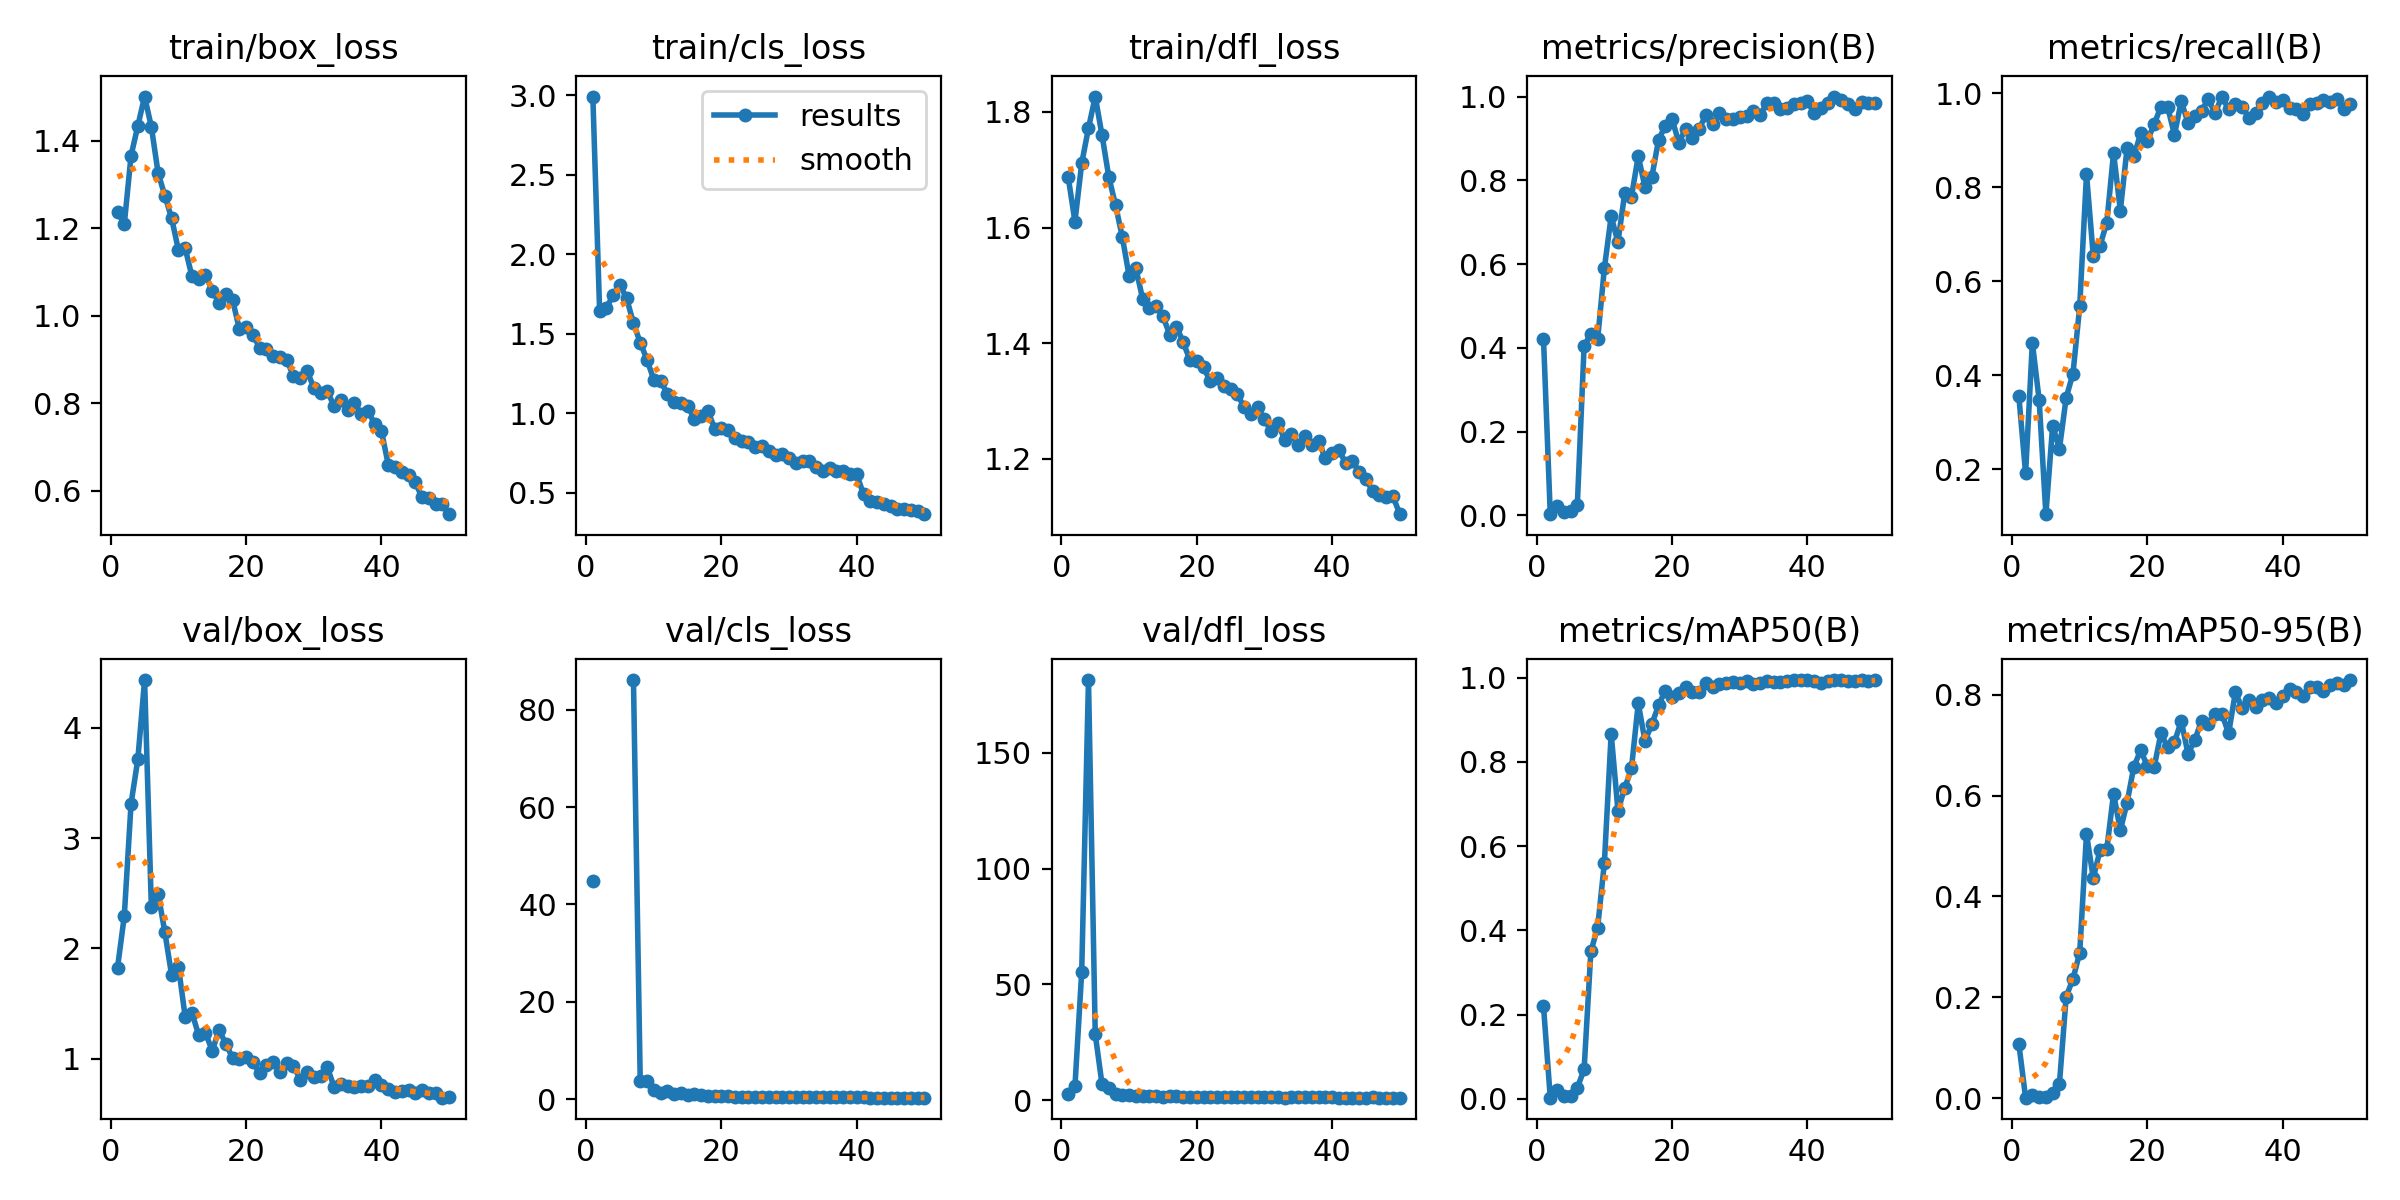 train/box_loss
1.4
1.2
1.0
0.8
0.6
0 20 40
train/cls_loss
3.0
2.5
2.0
1.5
1.0
0.5
0 20 40
results
smooth
train/dfl_loss
1.8
1.6
1.4
1.2
0 20 40
metrics/precision(B)
1.0
0.8
0.6
0.4
0.2
0.0
0 20 40
metrics/recall(B)
1.0
0.8
0.6
0.4
0.2
0 20 40
val/box_loss
4
3
2
1
0 20 40
val/cls_loss
80
60
40
20
0
0 20 40
val/dfl_loss
150
100
50
0
0 20 40
metrics/mAP50(B)
1.0
0.8
0.6
0.4
0.2
0.0
0 20 40
metrics/mAP50-95(B)
0.8
0.6
0.4
0.2
0.0
0 20 40